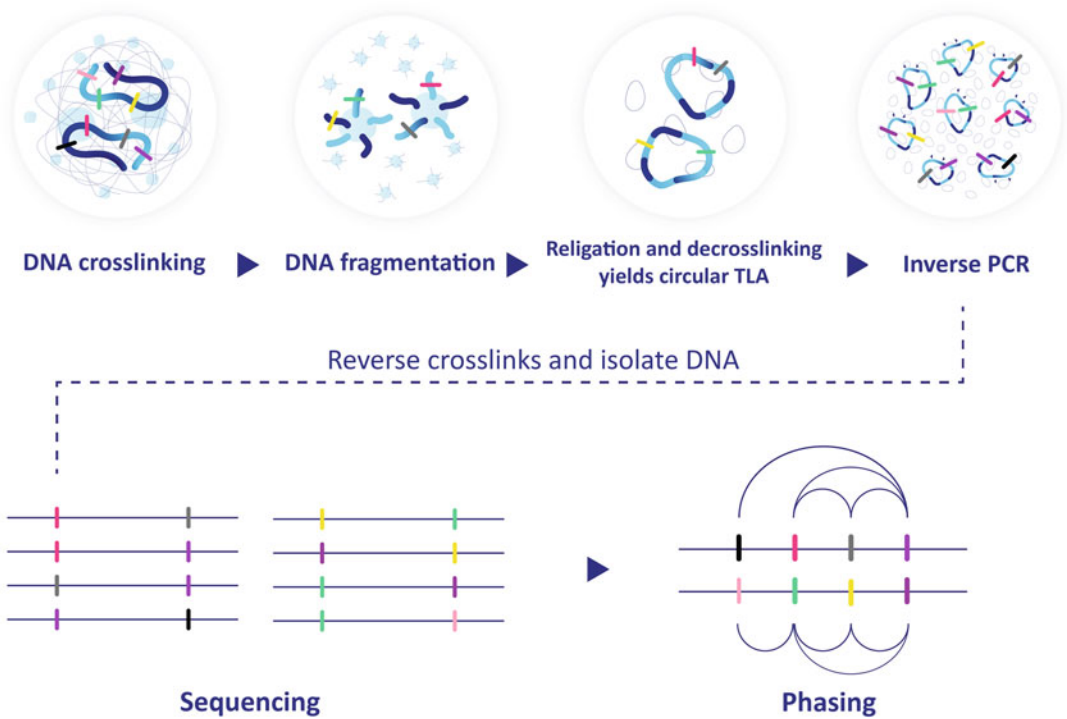 DNA crosslinking
DNA fragmentation
Religation and decrosslinking
yields circular TLA
Inverse PCR
Reverse crosslinks and isolate DNA
Sequencing
Phasing